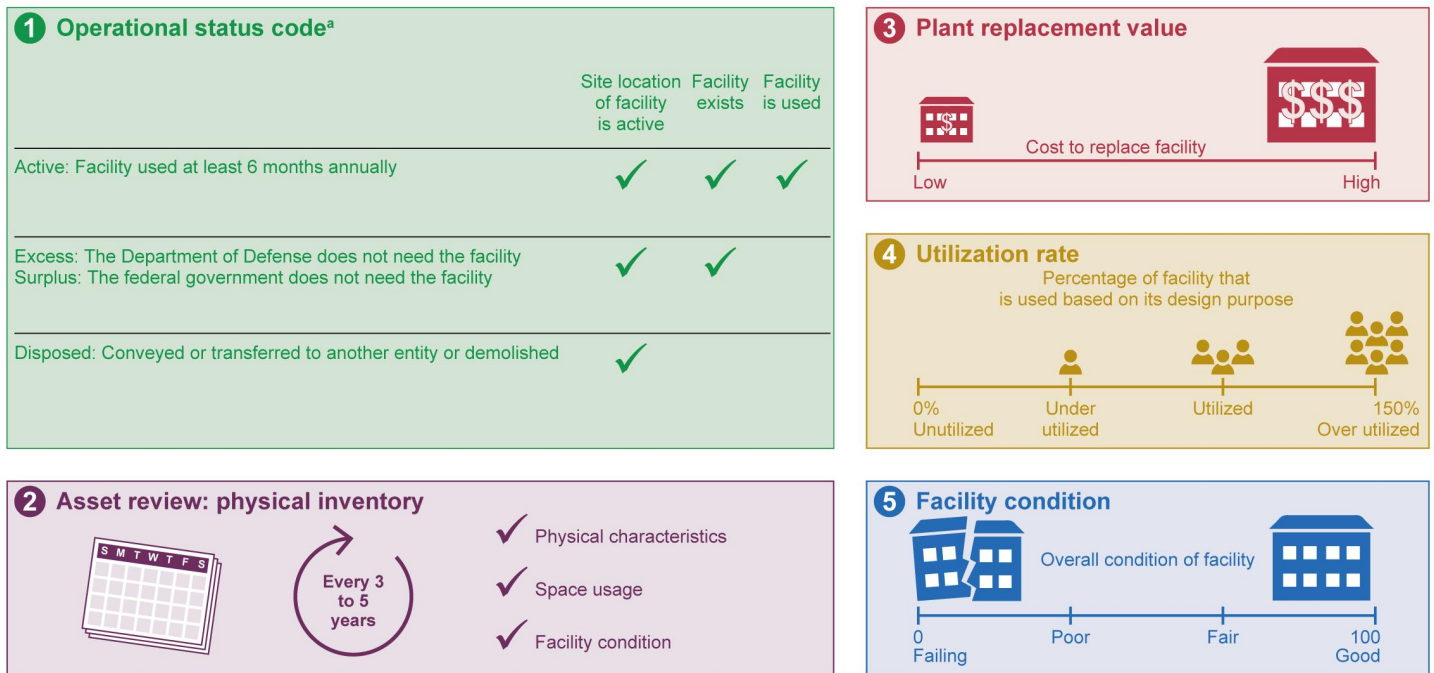 1 Operational status codeᵃ
Site location of facility is active
Facility exists
Facility is used
Active: Facility used at least 6 months annually
Excess: The Department of Defense does not need the facility
Surplus: The federal government does not need the facility
Disposed: Conveyed or transferred to another entity or demolished
2 Asset review: physical inventory
S M T W T F S
Every 3
to 5
years
Physical characteristics
Space usage
Facility condition
3 Plant replacement value
$
$$$
Cost to replace facility
Low
High
4 Utilization rate
Percentage of facility that
is used based on its design purpose
0%
Unutilized
Under
utilized
Utilized
150%
Over utilized
5 Facility condition
Overall condition of facility
0
Failing
Poor
Fair
100
Good